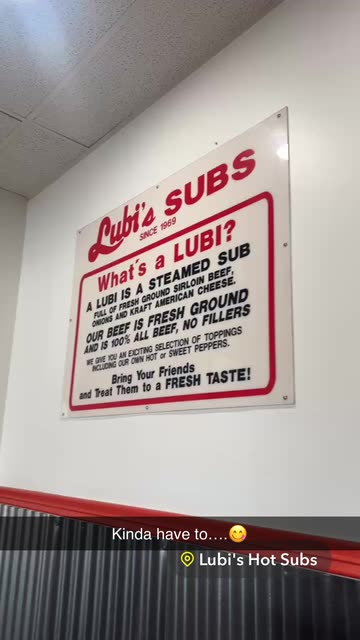 Lubi's SUBS
SINCE 1969
What's a LUBI?
A LUBI IS A STEAMED SUB
FULL OF FRESH GROUND SIRLOIN BEEF,
ONIONS AND KRAFT AMERICAN CHEESE.
OUR BEEF IS FRESH GROUND
AND IS 100% ALL BEEF, NO FILLERS
WE GIVE YOU AN EXCITING SELECTION OF TOPPINGS
INCLUDING OUR OWN HOT or SWEET PEPPERS.
Bring Your Friends
and Treat Them to a FRESH TASTE!
Kinda have to....😋
Lubi's Hot Subs